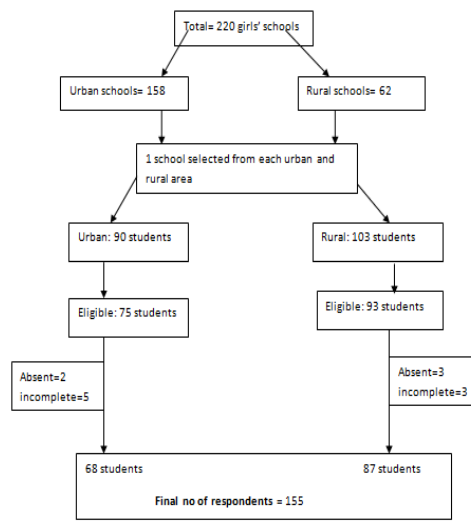 Total= 220 girls' schools
Urban schools= 158
Rural schools= 62
1 school selected from each urban and
rural area
Urban: 90 students
Rural: 103 students
Eligible: 75 students
Eligible: 93 students
Absent=2
incomplete=5
Absent=3
incomplete=3
68 students
87 students
Final no of respondents = 155